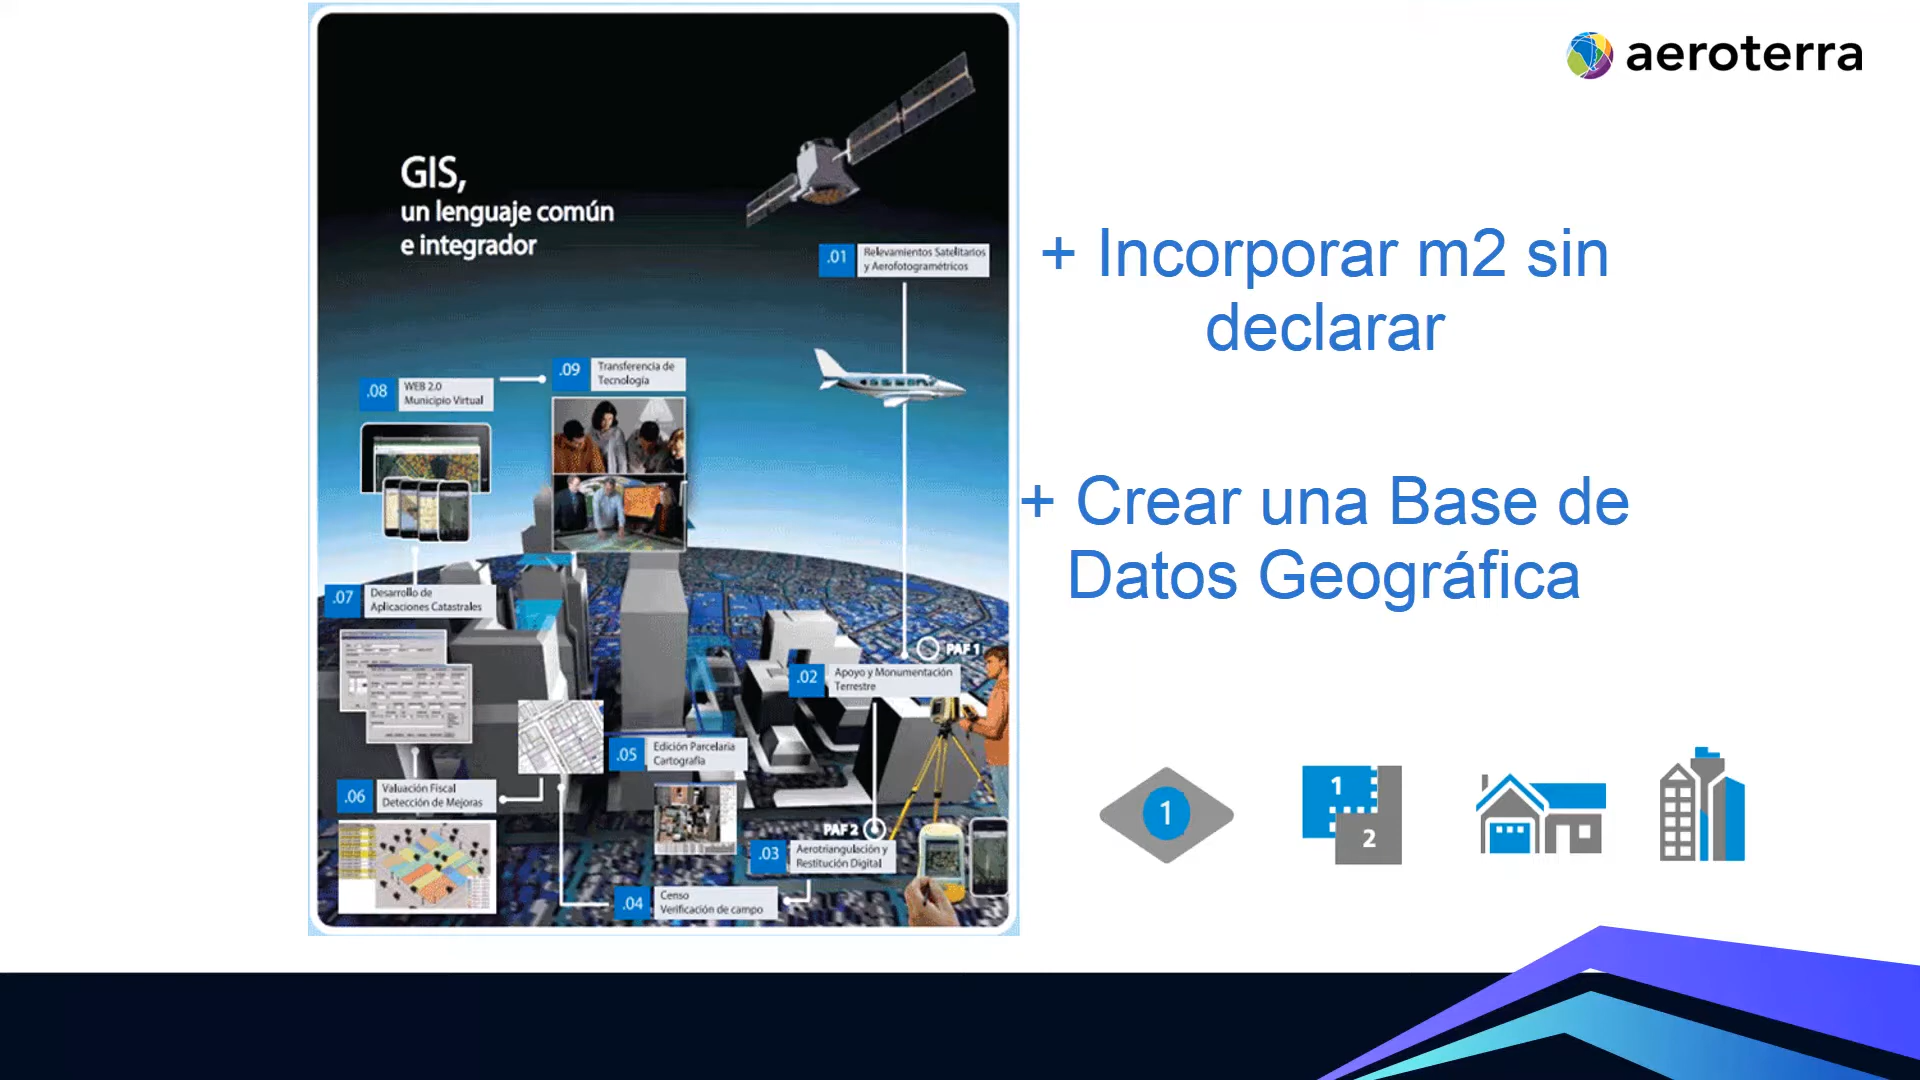 aeroterra
GIS,
un lenguaje común
e integrador
.01
Relevamientos Satelitarios
y Aerofotogramétricos
.09
Transferencia de
Tecnología
.08
WEB 2.0
Municipio Virtual
.07
Desarrollo de
Aplicaciones Catastrales
PAF 1
.02
Apoyo y Monumentación
Terrestre
.05
Edición Parcelaria
Cartografía
.06
Valuación Fiscal
Detección de Mejoras
PAF 2
.03
Aerotriangulación y
Restitución Digital
.04
Censo
Verificación de campo
+ Incorporar m2 sin
declarar
+ Crear una Base de
Datos Geográfica
1
1
2